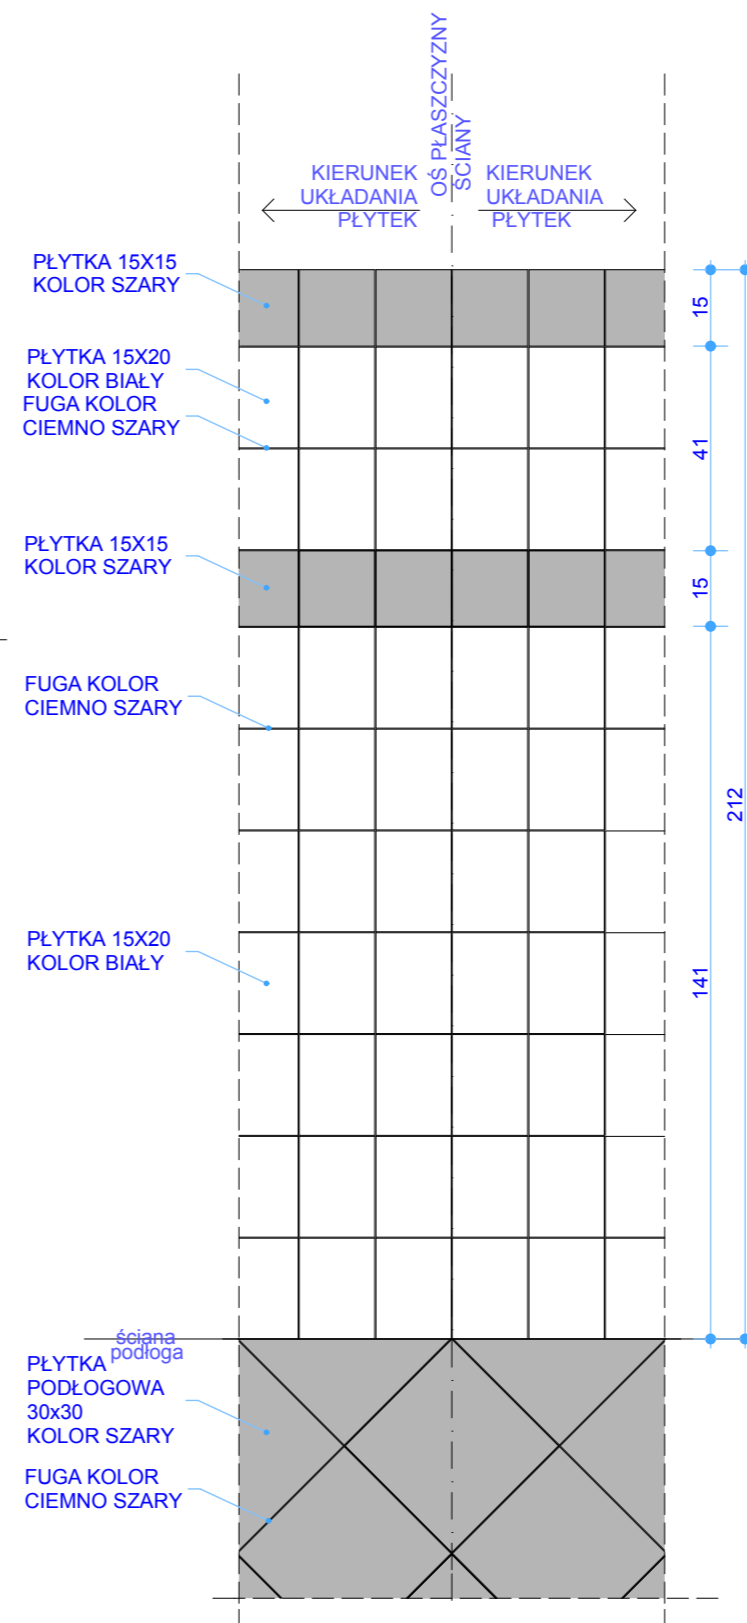 OŚ PŁASZCZYZNY
ŚCIANY
KIERUNEK
UKŁADANIA
PŁYTEK
KIERUNEK
UKŁADANIA
PŁYTEK
PŁYTKA 15X15
KOLOR SZARY
15
PŁYTKA 15X20
KOLOR BIAŁY
FUGA KOLOR
CIEMNO SZARY
41
PŁYTKA 15X15
KOLOR SZARY
15
FUGA KOLOR
CIEMNO SZARY
212
PŁYTKA 15X20
KOLOR BIAŁY
141
ściana
podłoga
PŁYTKA
PODŁOGOWA
30x30
KOLOR SZARY
FUGA KOLOR
CIEMNO SZARY